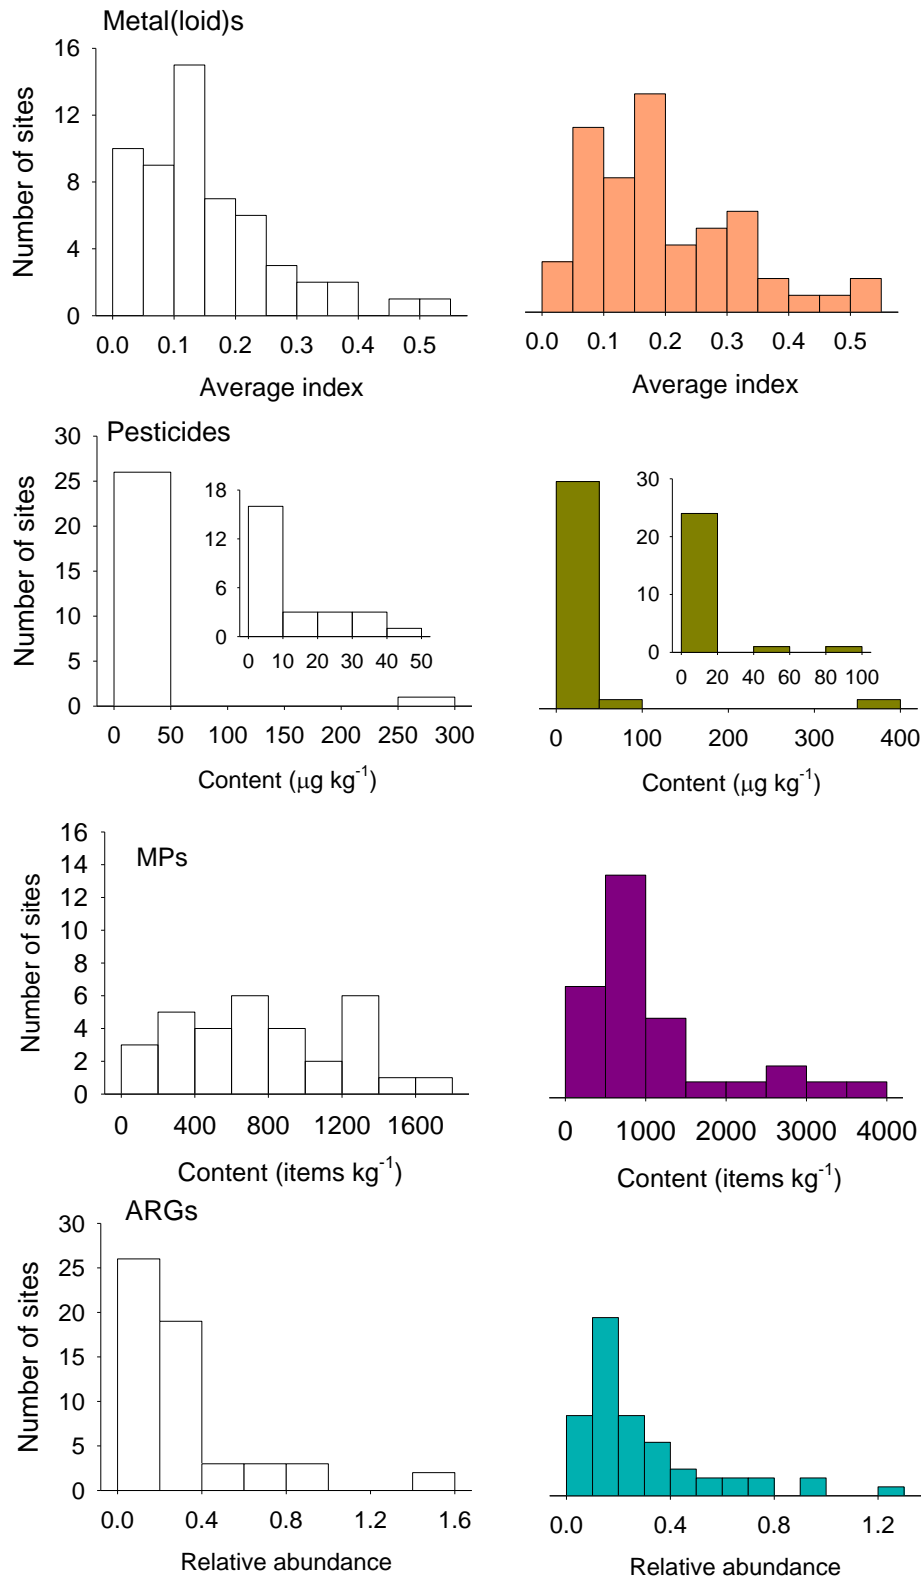 Metal(loid)s
Number of sites
16
12
8
4
0
0.0 0.1 0.2 0.3 0.4 0.5
Average index
0.0 0.1 0.2 0.3 0.4 0.5
Average index
Pesticides
Number of sites
30
25
20
15
10
5
0
0 50 100 150 200 250 300
Content (μg kg⁻¹)
18
12
6
0
0 10 20 30 40 50
0 100 200 300 400
Content (μg kg⁻¹)
30
20
10
0
0 20 40 60 80 100
MPs
Number of sites
16
14
12
10
8
6
4
2
0
0 400 800 1200 1600
Content (items kg⁻¹)
0 1000 2000 3000 4000
Content (items kg⁻¹)
ARGs
Number of sites
30
25
20
15
10
5
0
0.0 0.4 0.8 1.2 1.6
Relative abundance
0.0 0.4 0.8 1.2
Relative abundance